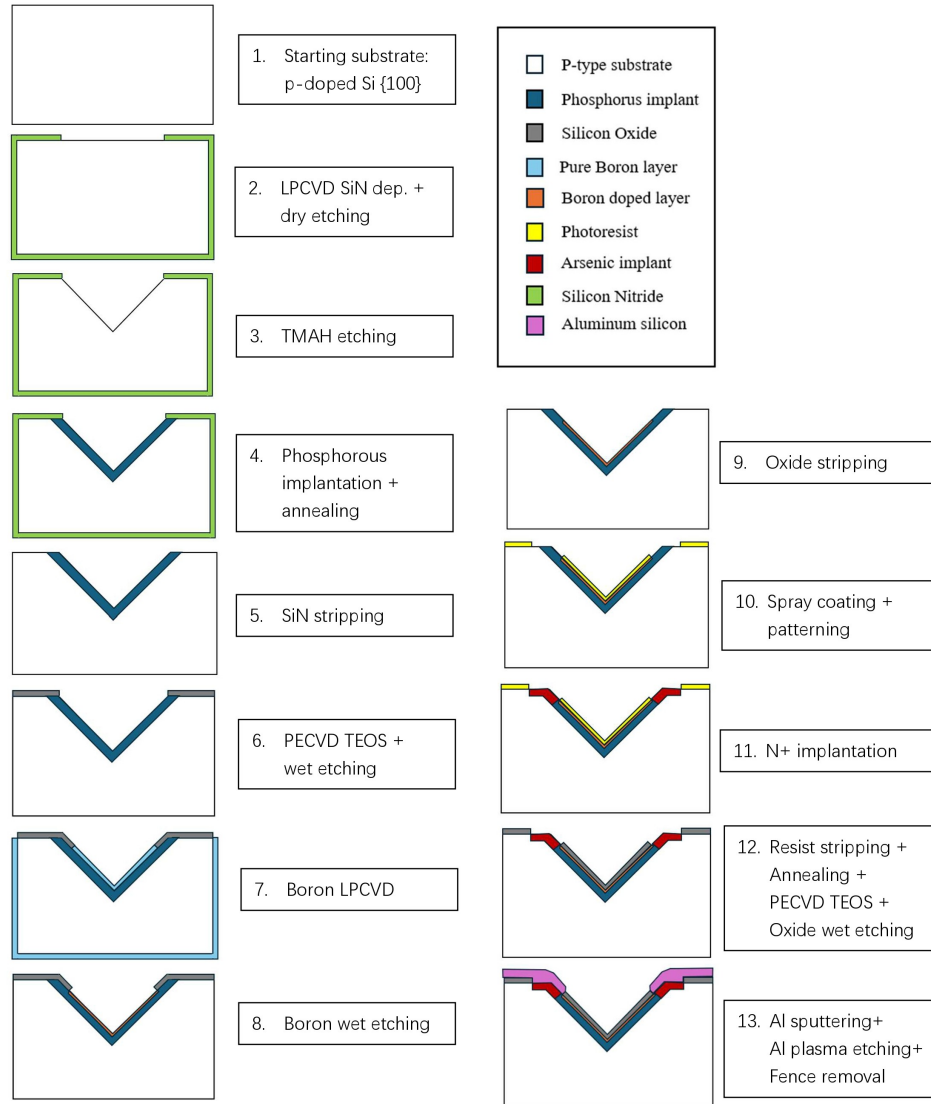 1. Starting substrate:
p-doped Si {100}
2. LPCVD SiN dep. +
dry etching
3. TMAH etching
4. Phosphorous
implantation +
annealing
5. SiN stripping
6. PECVD TEOS +
wet etching
7. Boron LPCVD
8. Boron wet etching
P-type substrate
Phosphorus implant
Silicon Oxide
Pure Boron layer
Boron doped layer
Photoresist
Arsenic implant
Silicon Nitride
Aluminum silicon
9. Oxide stripping
10. Spray coating +
patterning
11. N+ implantation
12. Resist stripping +
Annealing +
PECVD TEOS +
Oxide wet etching
13. Al sputtering+
Al plasma etching+
Fence removal